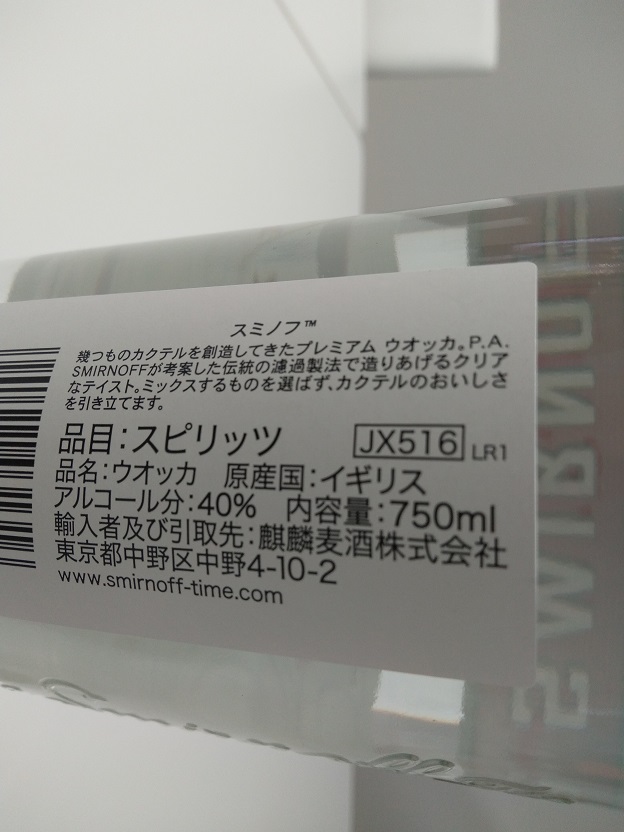 スミノフ™
幾つものカクテルを創造してきたプレミアム ウオッカ。P.A.
SMIRNOFFが考案した伝統の濾過製法で造りあげるクリア
なテイスト。ミックスするものを選ばず、カクテルのおいしさ
を引き立てます。
品目：スピリッツ JX516 LR1
品名：ウオッカ 原産国：イギリス
アルコール分：40% 内容量：750ml
輸入者及び引取先：麒麟麦酒株式会社
東京都中野区中野4-10-2
www.smirnoff-time.com
SMIRNO